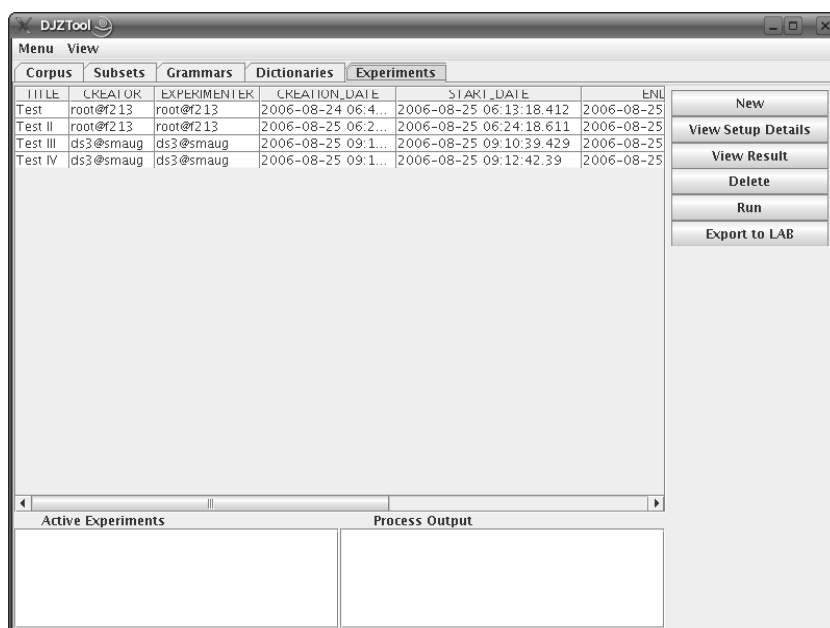 DJZTool
Menu View
Corpus Subsets Grammars Dictionaries Experiments
TITLE CREATOR EXPERIMENTER CREATION_DATE START_DATE END
Test root@f213 root@f213 2006-08-24 06:4... 2006-08-25 06:13:18.412 2006-08-25
Test II root@f213 root@f213 2006-08-25 06:2... 2006-08-25 06:24:18.611 2006-08-25
Test III ds3@smaug ds3@smaug 2006-08-25 09:1... 2006-08-25 09:10:39.429 2006-08-25
Test IV ds3@smaug ds3@smaug 2006-08-25 09:1... 2006-08-25 09:12:42.39 2006-08-25
New
View Setup Details
View Result
Delete
Run
Export to LAB
Active Experiments Process Output